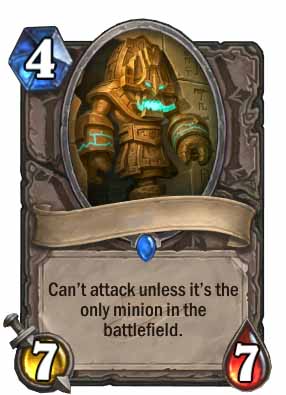 4
Can't attack unless it's the
only minion in the
battlefield.
7 7